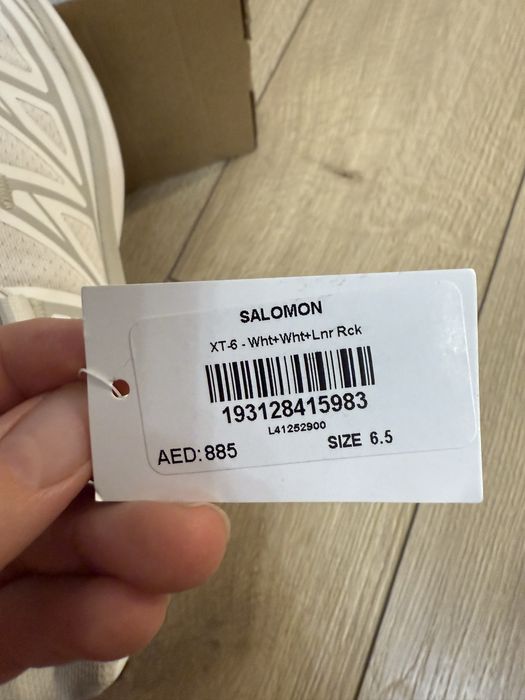 SALOMON
XT-6 - Wht+Wht+Lnr Rck
193128415983
L41252900
AED: 885 SIZE 6.5